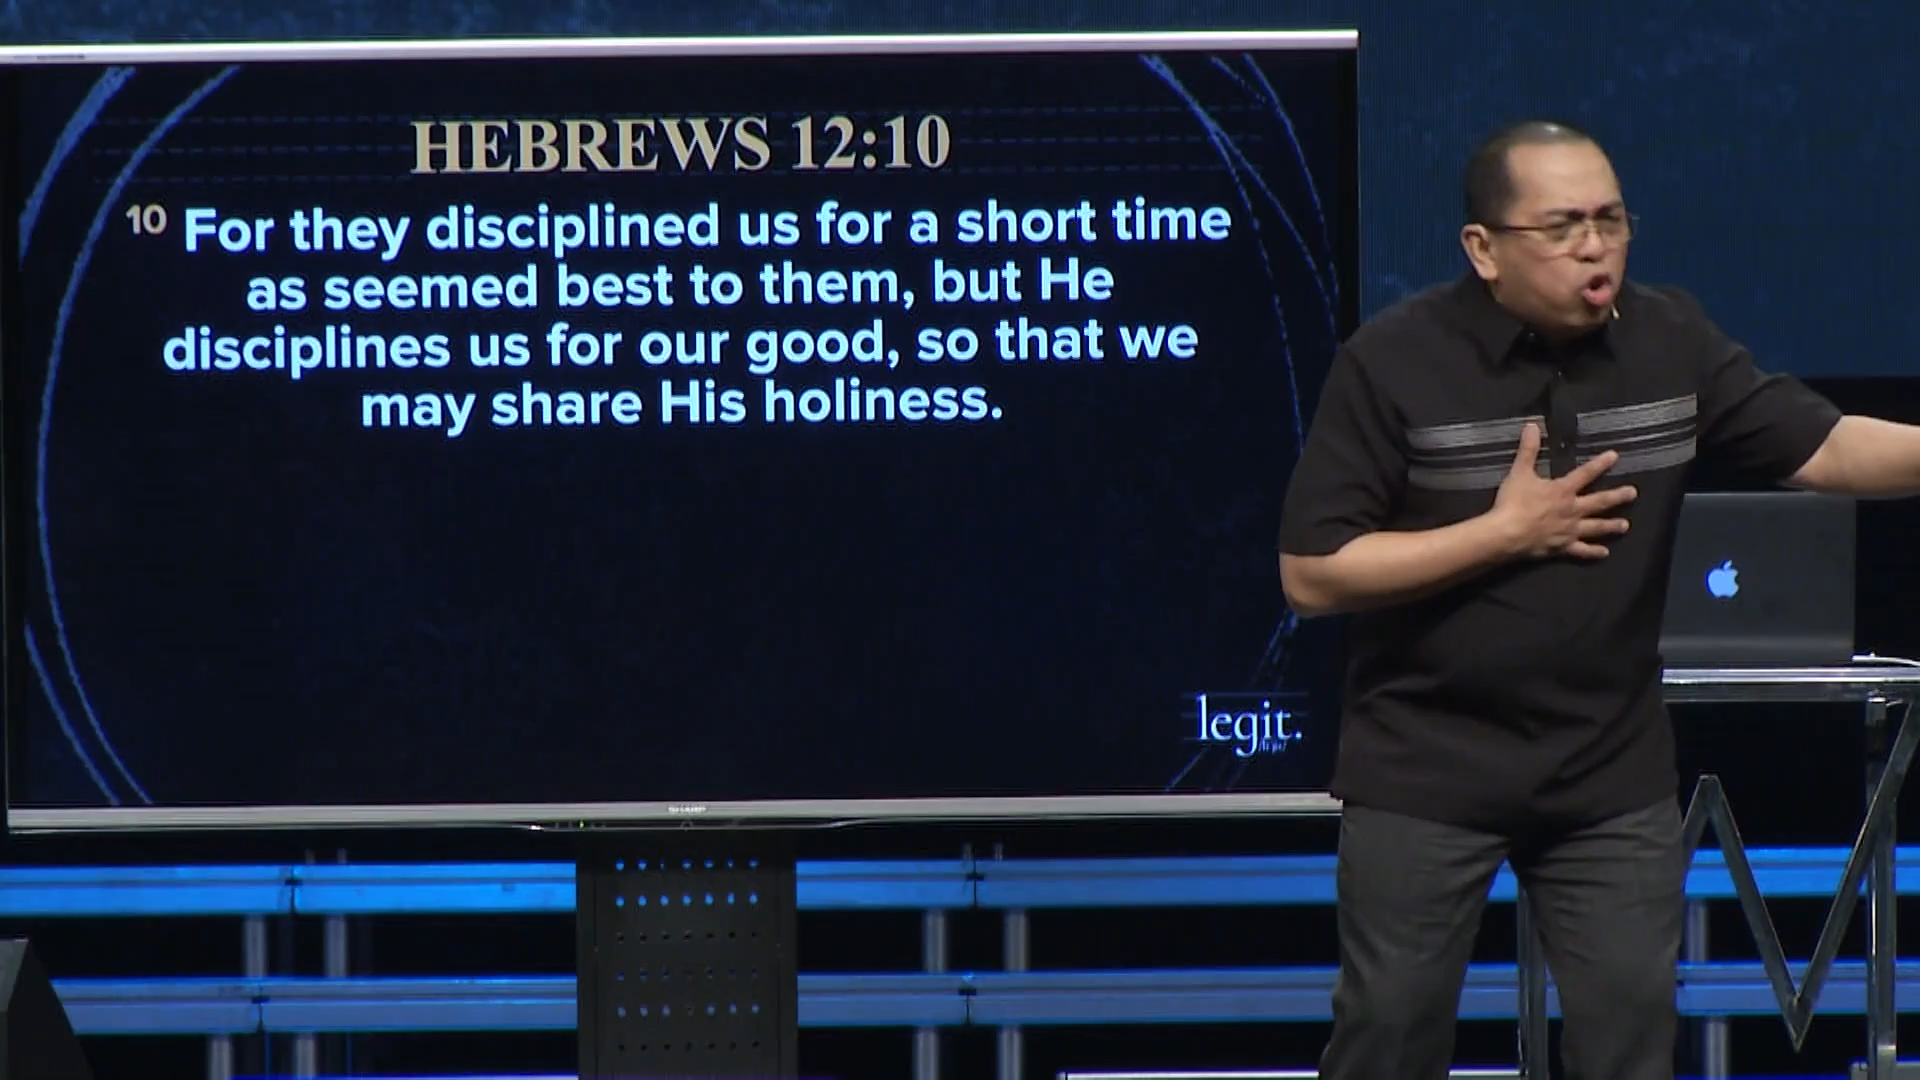 HEBREWS 12:10
10 For they disciplined us for a short time
as seemed best to them, but He
disciplines us for our good, so that we
may share His holiness.
legit.
SHARP